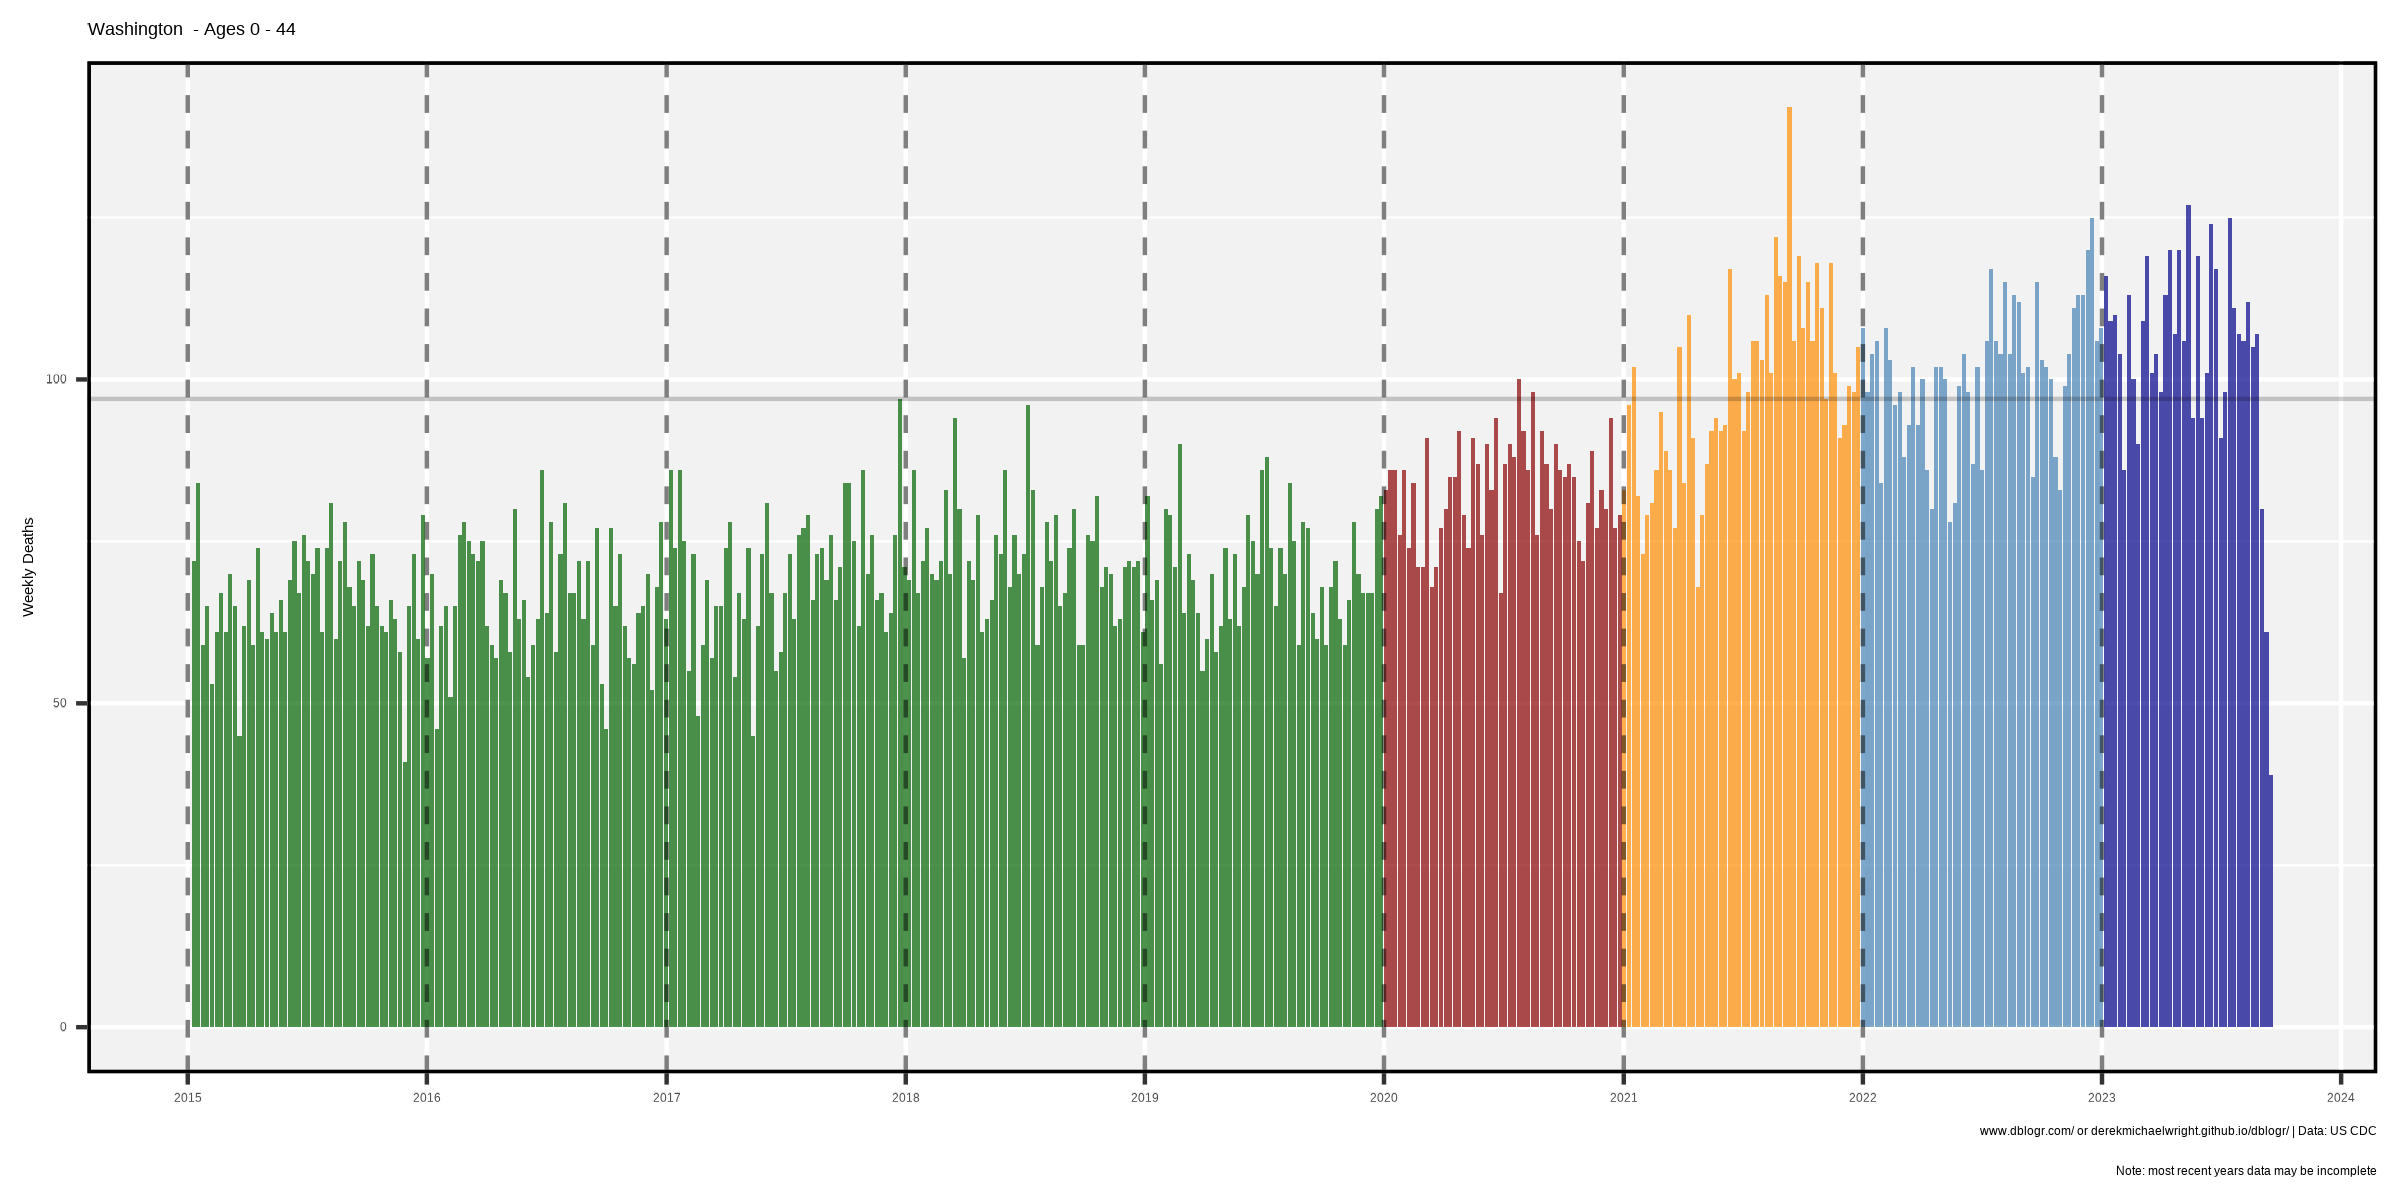 Washington  - Ages 0 - 44
Weekly Deaths
100
50
0
2015 2016 2017 2018 2019 2020 2021 2022 2023 2024
www.dblogr.com/ or derekmichaelwright.github.io/dblogr/ | Data: US CDC
Note: most recent years data may be incomplete